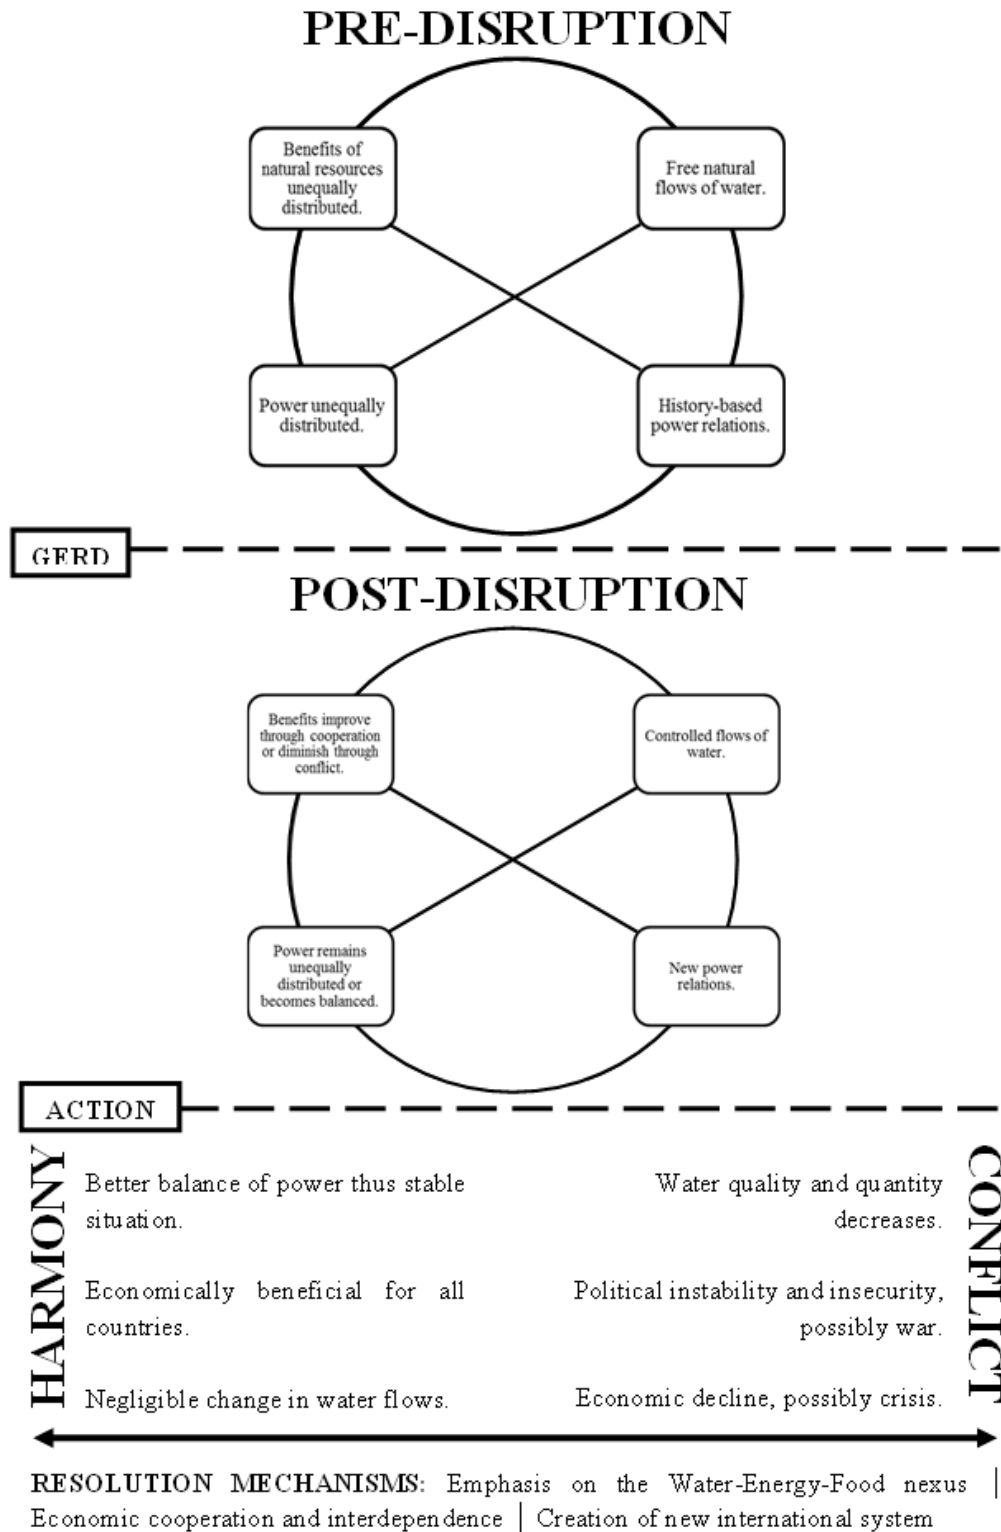 PRE-DISRUPTION
Benefits of
natural resources
unequally
distributed.
Free natural
flows of water.
Power unequally
distributed.
History-based
power relations.
GERD
POST-DISRUPTION
Benefits improve
through cooperation
or diminish through
conflict.
Controlled flows of
water.
Power remains
unequally
distributed or
becomes balanced.
New power
relations.
ACTION
HARMONY
Better balance of power thus stable
situation.
Economically beneficial for all
countries.
Negligible change in water flows.
Water quality and quantity
decreases.
Political instability and insecurity,
possibly war.
Economic decline, possibly crisis.
CONFLICT
RESOLUTION MECHANISMS: Emphasis on the Water-Energy-Food nexus |
Economic cooperation and interdependence | Creation of new international system